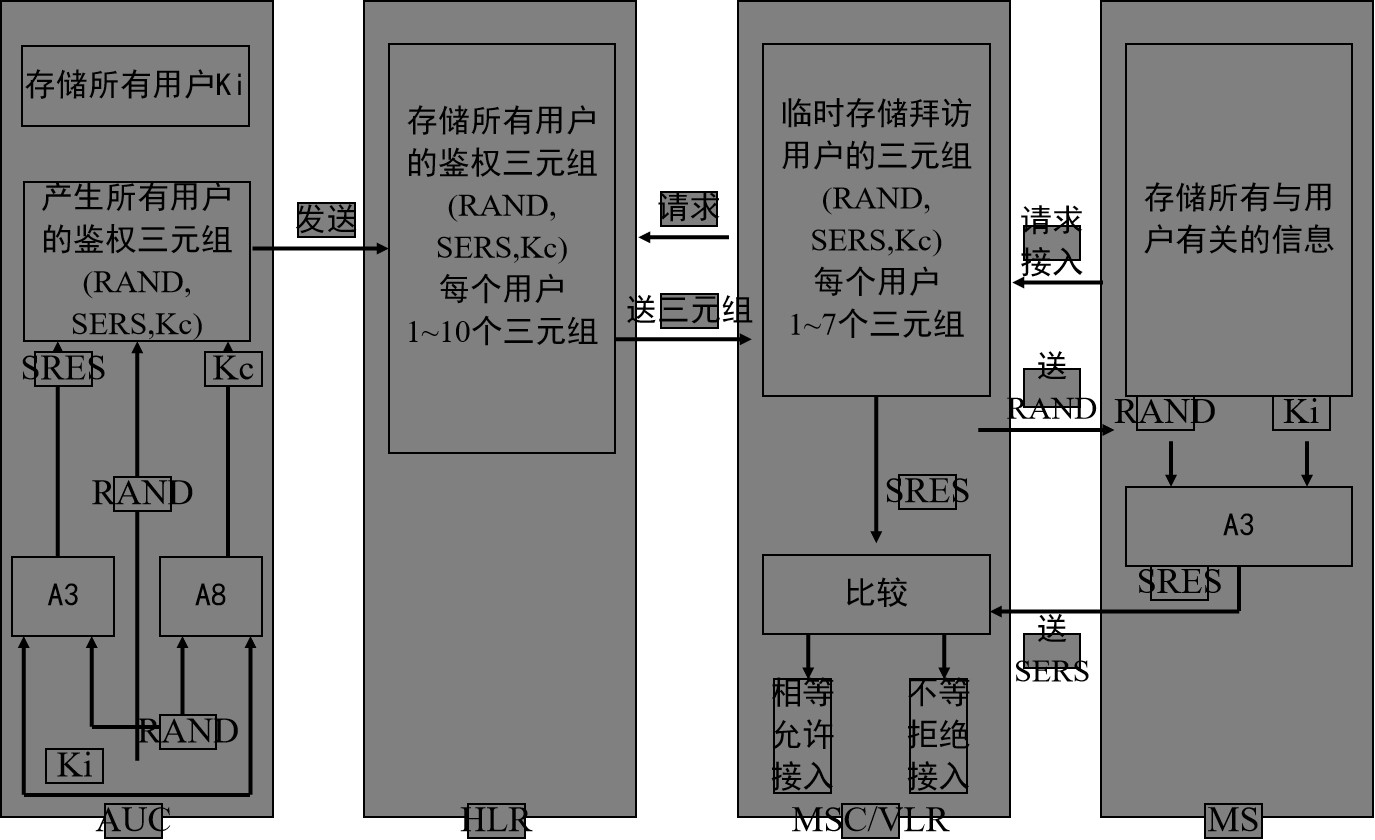 存储所有用户Ki
产生所有用户
的鉴权三元组
(RAND,
SERS,Kc)
SRES
Kc
RAND
A3
A8
RAND
Ki
AUC
发送
存储所有用户
的鉴权三元组
(RAND,
SERS,Kc)
每个用户
1~10个三元组
HLR
请求
送三元组
临时存储拜访
用户的三元组
(RAND,
SERS,Kc)
每个用户
1~7个三元组
SRES
比较
相等
允许
接入
不等
拒绝
接入
MSC/VLR
请求
接入
送
RAND
送
SERS
存储所有与用
户有关的信息
RAND
Ki
A3
SRES
MS